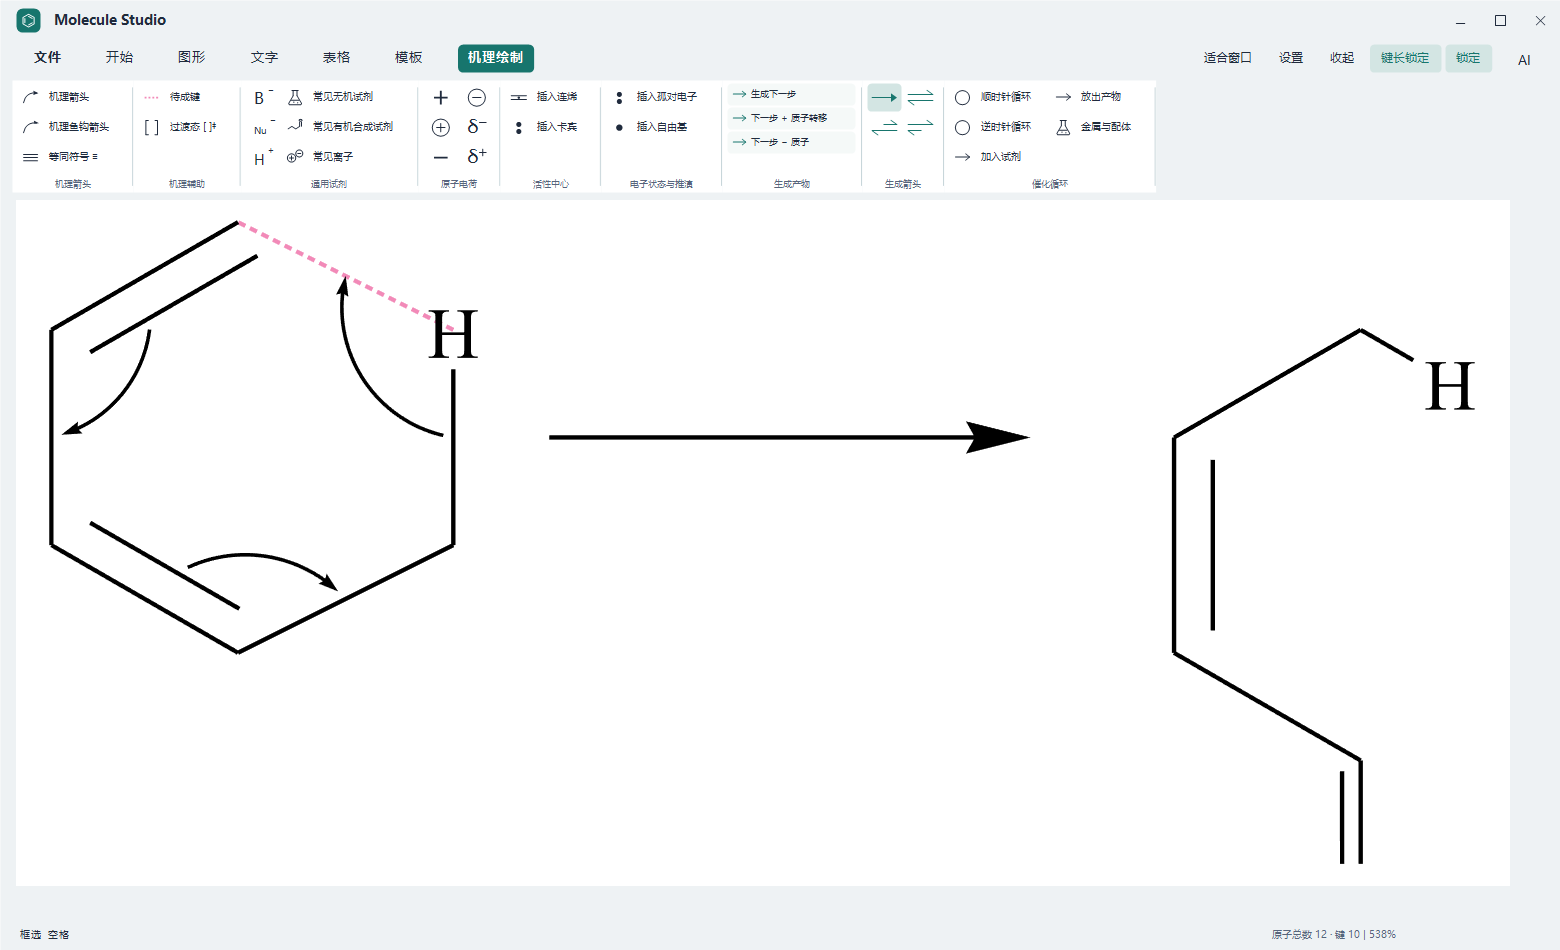 Molecule Studio
文件 开始 图形 文字 表格 模板 机理绘制 适合窗口 设置 收起 键长锁定 锁定 AI
机理箭头 待成键 B⁻ 常见无机试剂 + ⊖ 插入连烯 插入孤对电子 生成下一步 顺时针循环 放出产物
机理鱼钩箭头 过渡态 [ ]‡ Nu⁻ 常见有机合成试剂 ⊕ δ⁻ 插入卡宾 插入自由基 下一步 + 质子转移 逆时针循环 金属与配体
等同符号 ≡ H⁺ 常见离子 − δ⁺ 下一步 − 质子 加入试剂
机理箭头 机理辅助 通用试剂 原子电荷 活性中心 电子状态与推演 生成产物 生成箭头 催化循环
H
H
框选 空格 原子总数 12 · 键 10 | 538%